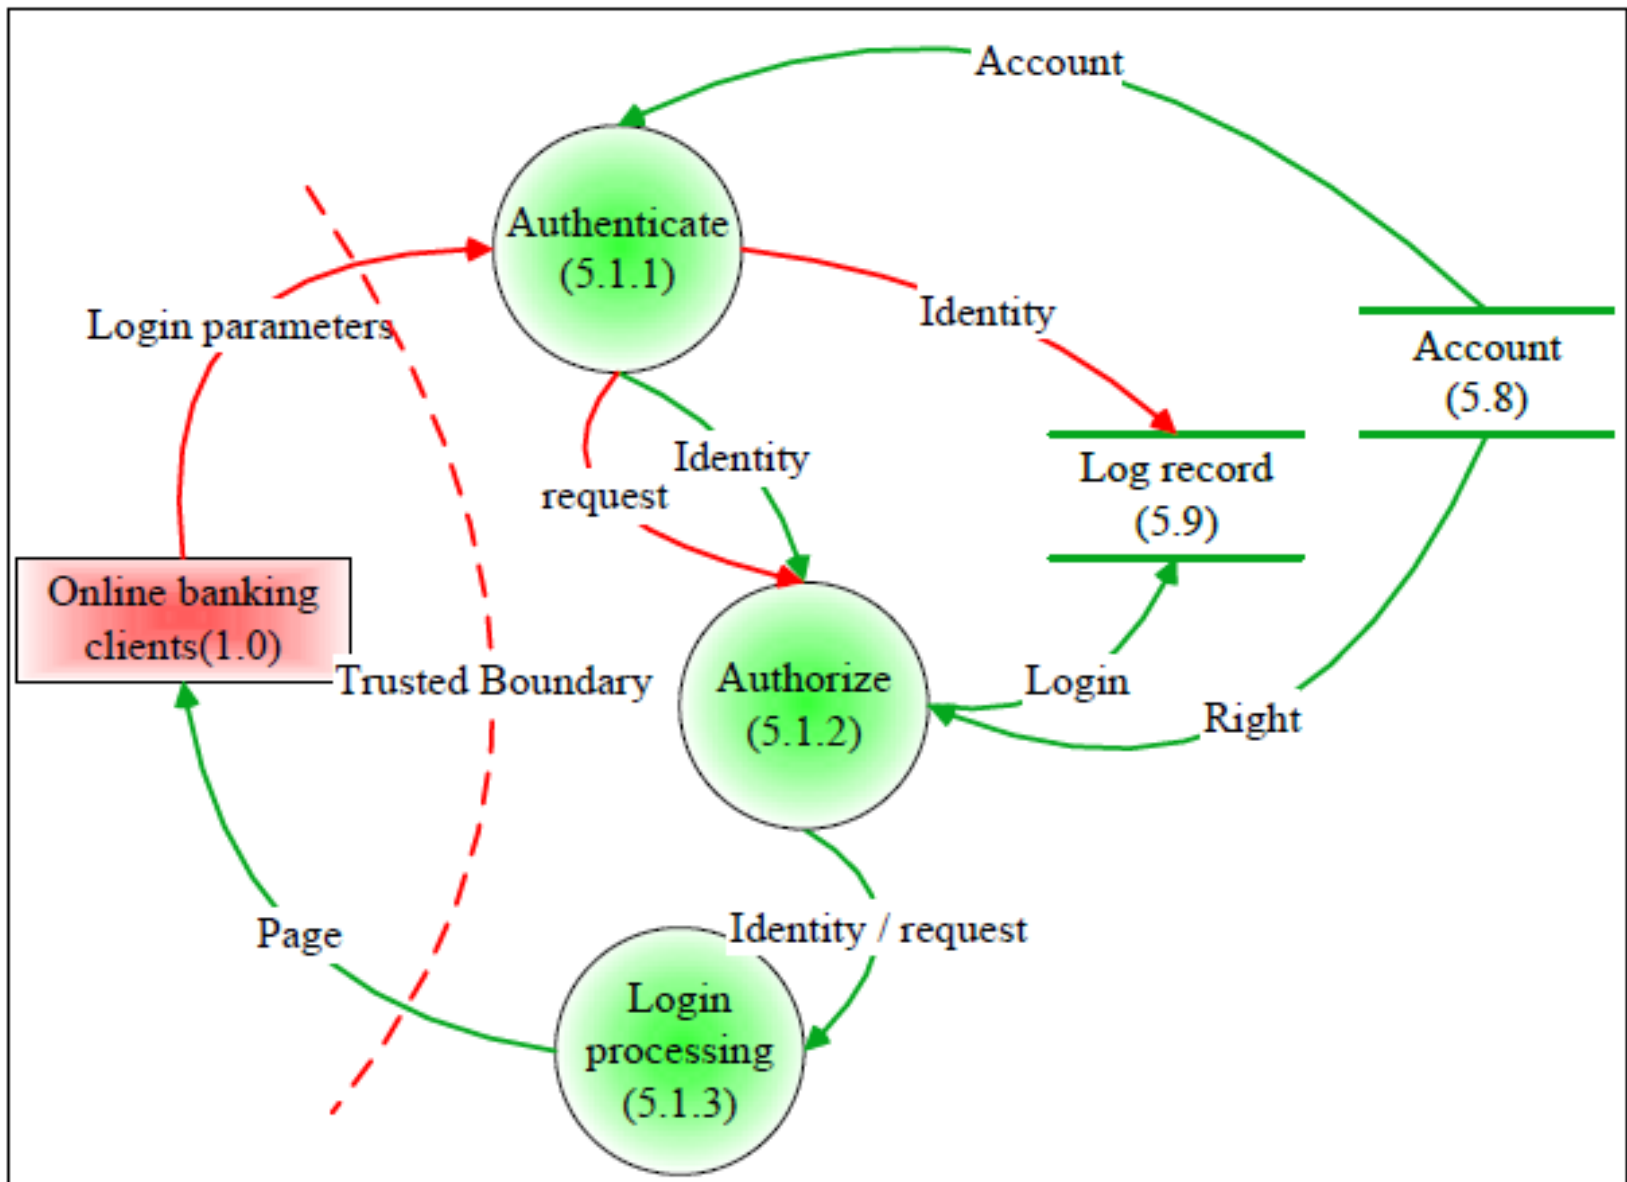 Account
Authenticate
(5.1.1)
Identity
Login parameters
Account
(5.8)
Identity
request
Log record
(5.9)
Online banking
clients(1.0)
Trusted Boundary
Authorize
(5.1.2)
Login
Right
Identity / request
Page
Login
processing
(5.1.3)